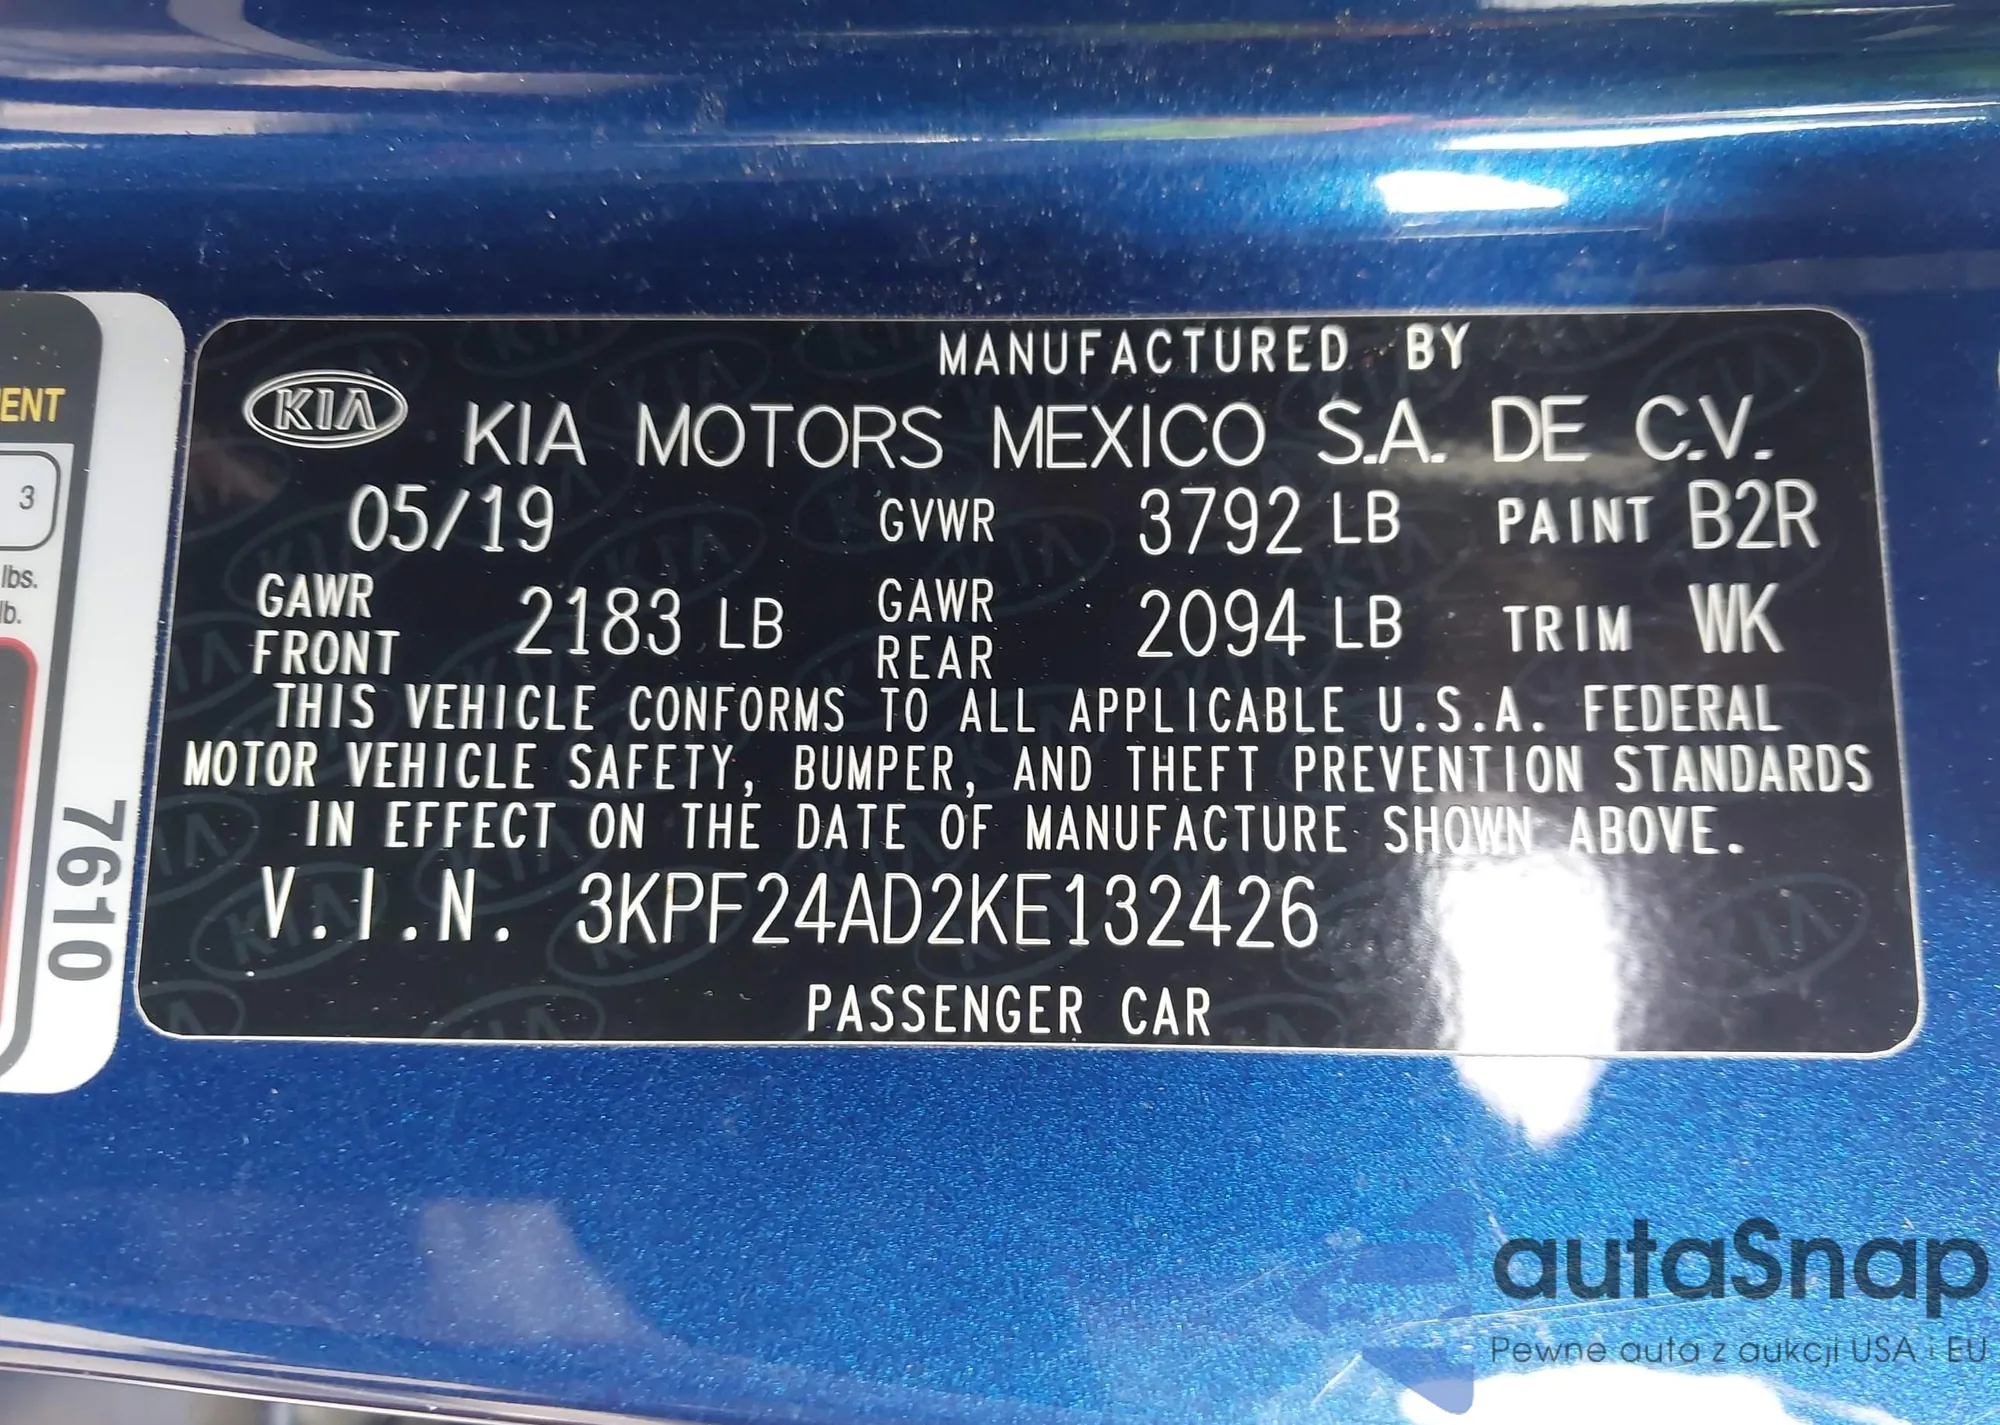 MANUFACTURED BY
KIA KIA MOTORS MEXICO S.A. DE C.V.
05/19 GVWR 3792 LB PAINT B2R
GAWR FRONT 2183 LB GAWR REAR 2094 LB TRIM WK
THIS VEHICLE CONFORMS TO ALL APPLICABLE U.S.A. FEDERAL
MOTOR VEHICLE SAFETY, BUMPER, AND THEFT PREVENTION STANDARDS
IN EFFECT ON THE DATE OF MANUFACTURE SHOWN ABOVE.
V.I.N. 3KPF24AD2KE132426
PASSENGER CAR
ENT
3
lbs.
lb.
7610
autaSnap
Pewne auta z aukcji USA i EU